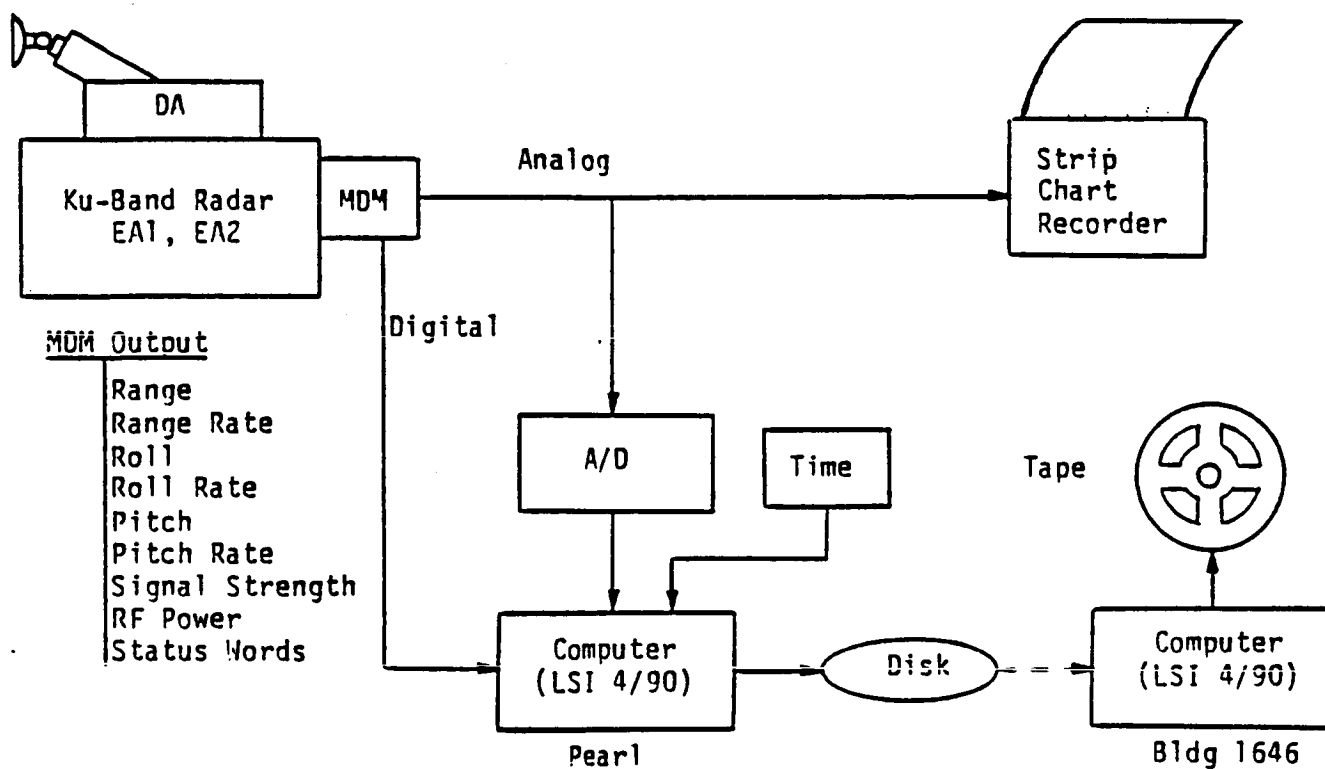 DA
Ku-Band Radar
EA1, EA2
MDM
Analog
Strip
Chart
Recorder
Digital
MDM Output
Range
Range Rate
Roll
Roll Rate
Pitch
Pitch Rate
Signal Strength
RF Power
Status Words
A/D
Time
Tape
Computer
(LSI 4/90)
Pearl
Disk
Computer
(LSI 4/90)
Bldg 1646